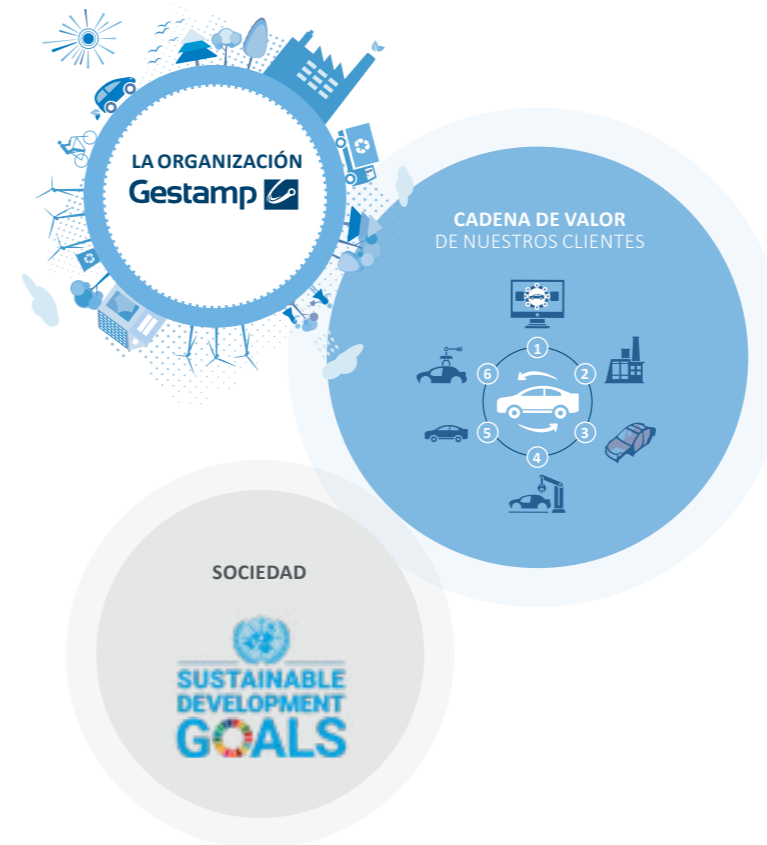 LA ORGANIZACIÓN
Gestamp
CADENA DE VALOR
DE NUESTROS CLIENTES
1
2
3
4
5
6
SOCIEDAD
SUSTAINABLE
DEVELOPMENT
GOALS